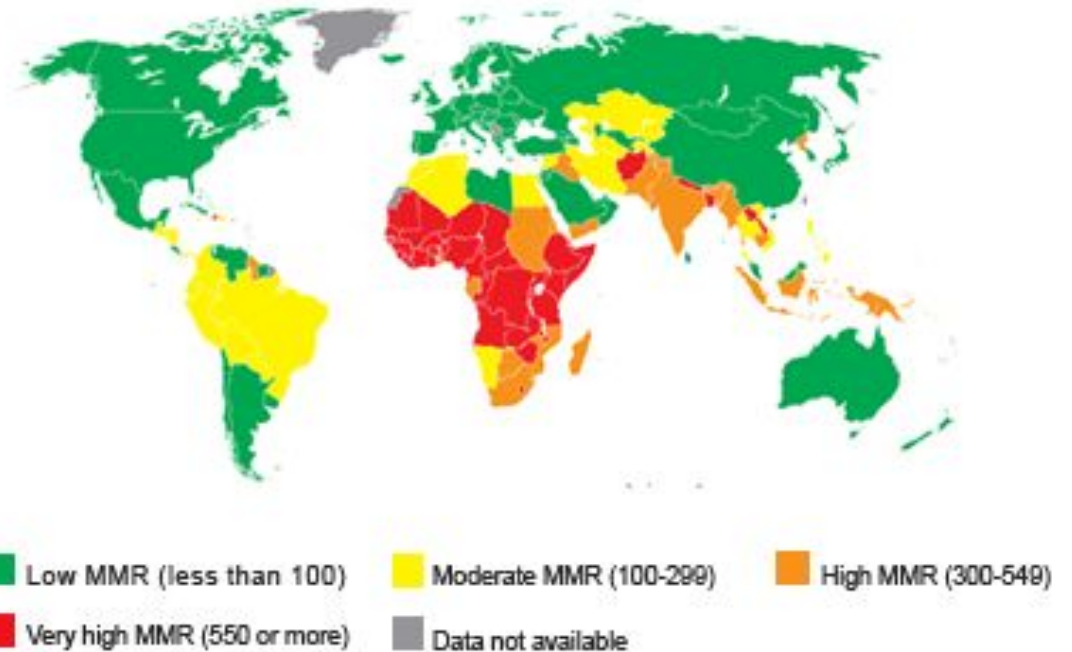 Low MMR (less than 100)
Moderate MMR (100-299)
High MMR (300-549)
Very high MMR (550 or more)
Data not available